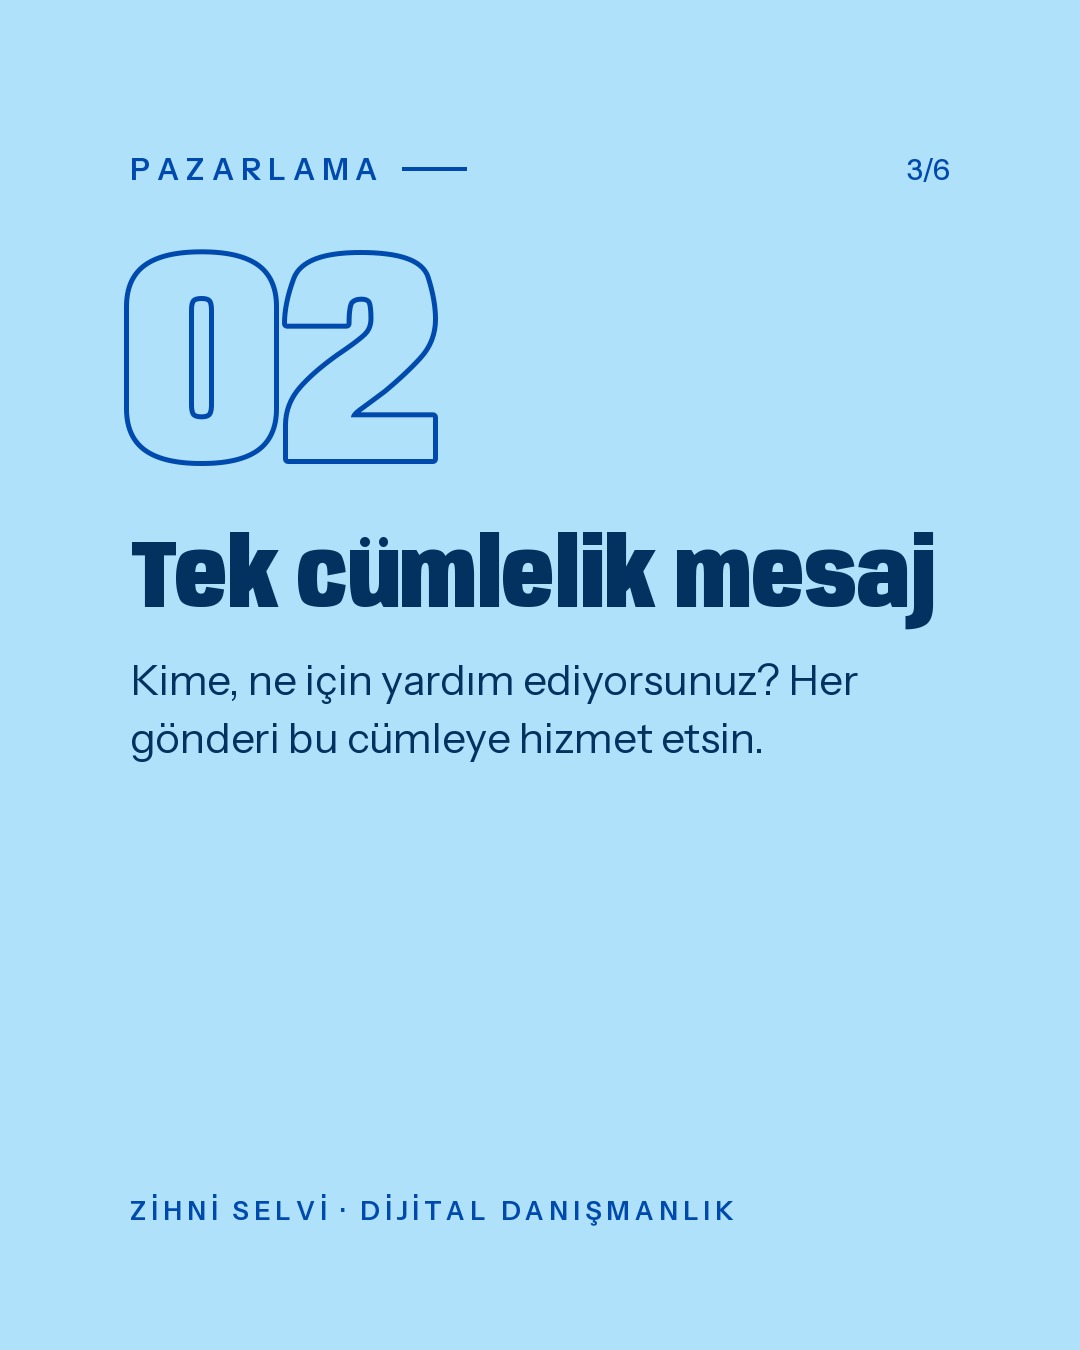 PAZARLAMA
3/6
02
Tek cümlelik mesaj
Kime, ne için yardım ediyorsunuz? Her
gönderi bu cümleye hizmet etsin.
ZİHNİ SELVİ · DİJİTAL DANIŞMANLIK